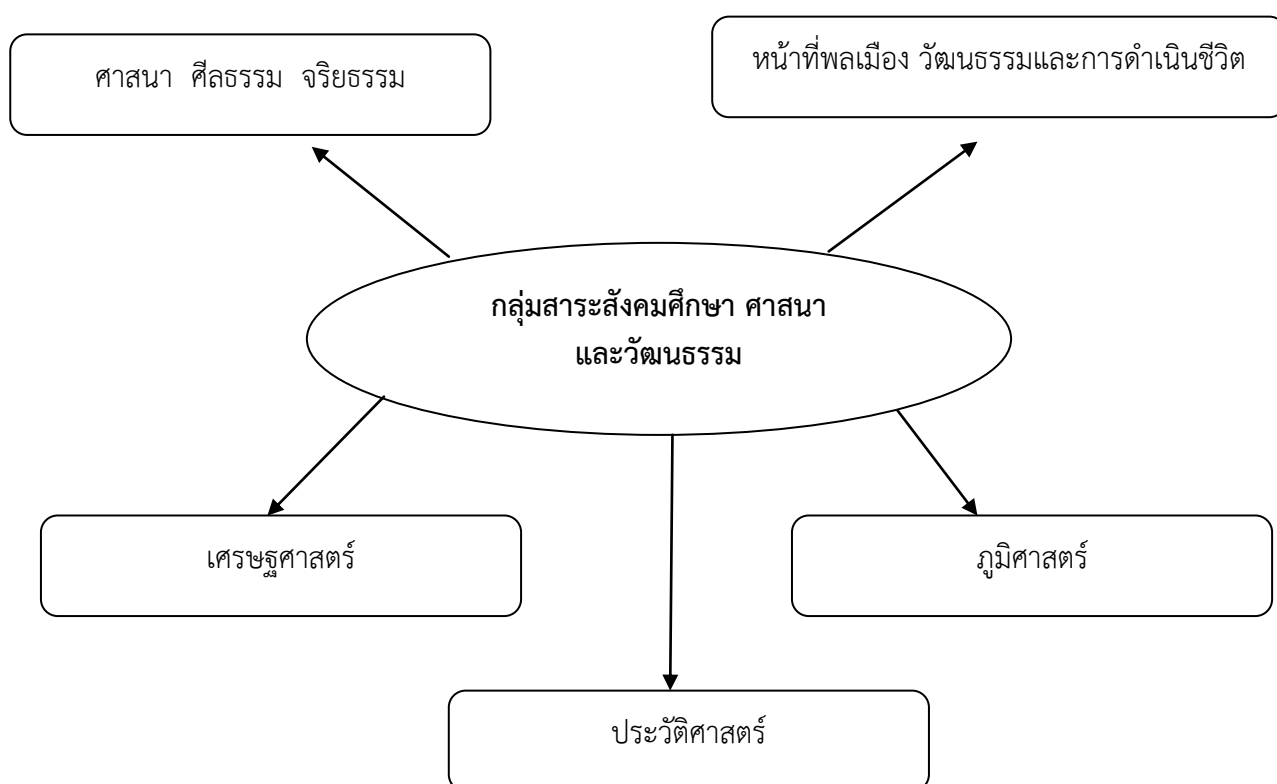 ศาสนา ศีลธรรม จริยธรรม
หน้าที่พลเมือง วัฒนธรรมและการดำเนินชีวิต
กลุ่มสาระสังคมศึกษา ศาสนา
และวัฒนธรรม
เศรษฐศาสตร์
ภูมิศาสตร์
ประวัติศาสตร์